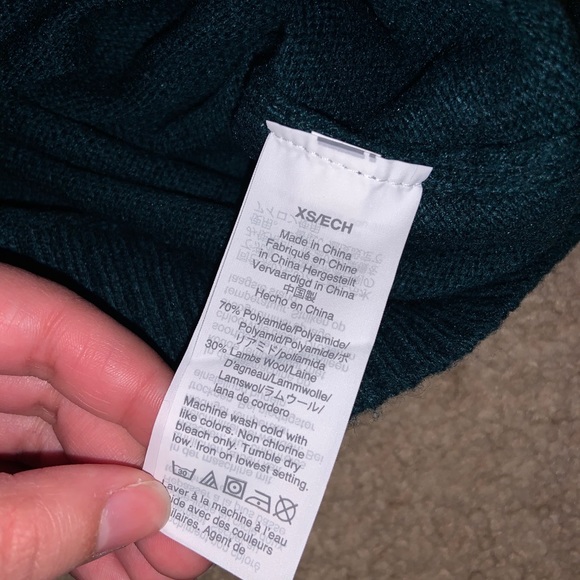 XS/ECH
Made in China
Fabriqué en Chine
in China Hergestellt
Vervaardigd in China
中国製
Hecho en China
70% Polyamide/Polyamide/
Polyamid/Polyamide/ポ
リアミド/poliamida
30% Lambs Wool/Laine
D'agneau/Lammwolle/
Lamswol/ラムウール/
lana de cordero
Machine wash cold with
like colors. Non chlorine
bleach only. Tumble dry
low. Iron on lowest setting.
30
Laver à la machine à l'eau
avec des couleurs
Agent de